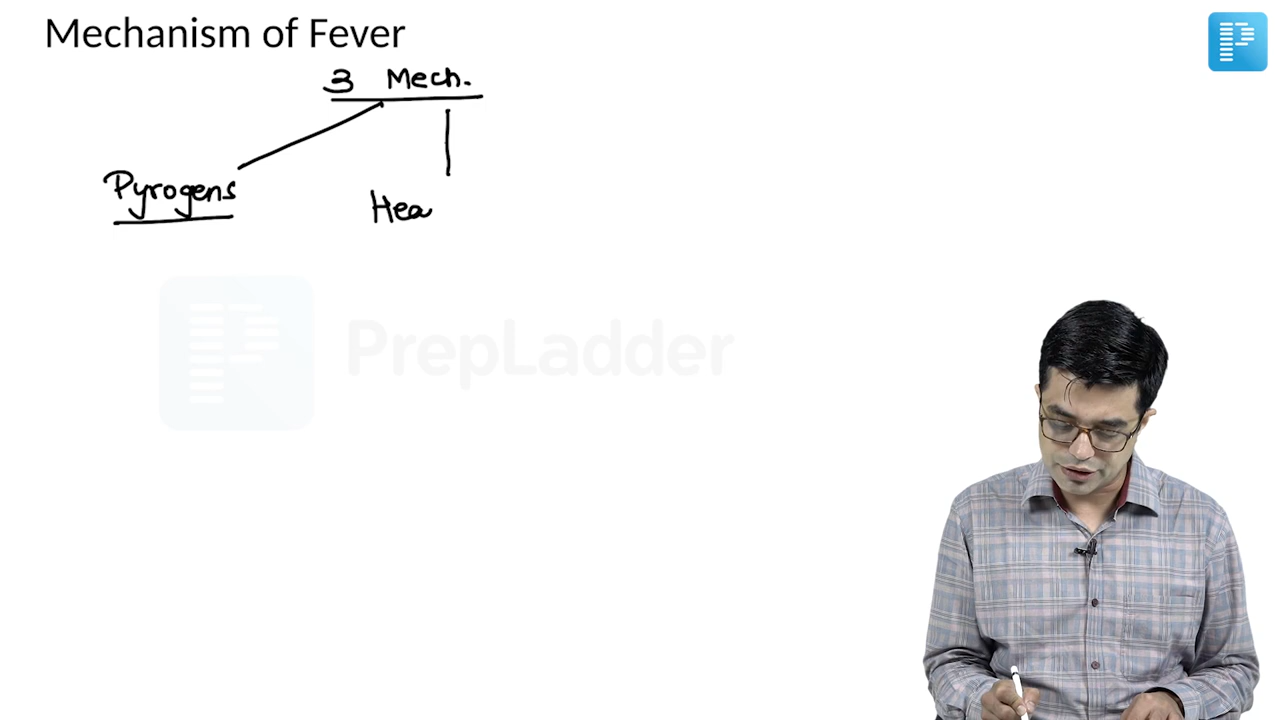 Mechanism of Fever
3 Mech.
Pyrogens
Hea
PrepLadder